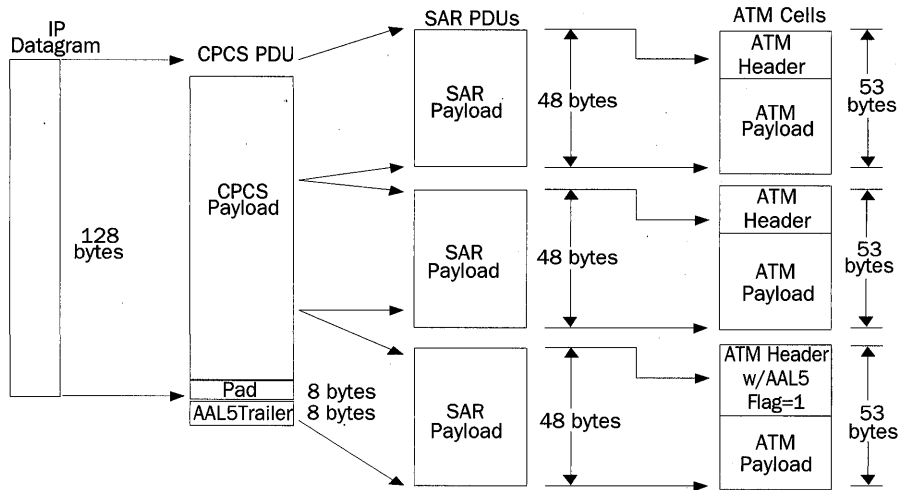 IP
Datagram
128
bytes
CPCS PDU
CPCS
Payload
Pad
8 bytes
AAL5Trailer
8 bytes
SAR PDUs
SAR
Payload
48 bytes
SAR
Payload
48 bytes
SAR
Payload
48 bytes
ATM Cells
ATM
Header
ATM
Payload
53
bytes
ATM
Header
ATM
Payload
53
bytes
ATM Header
w/AAL5
Flag=1
ATM
Payload
53
bytes